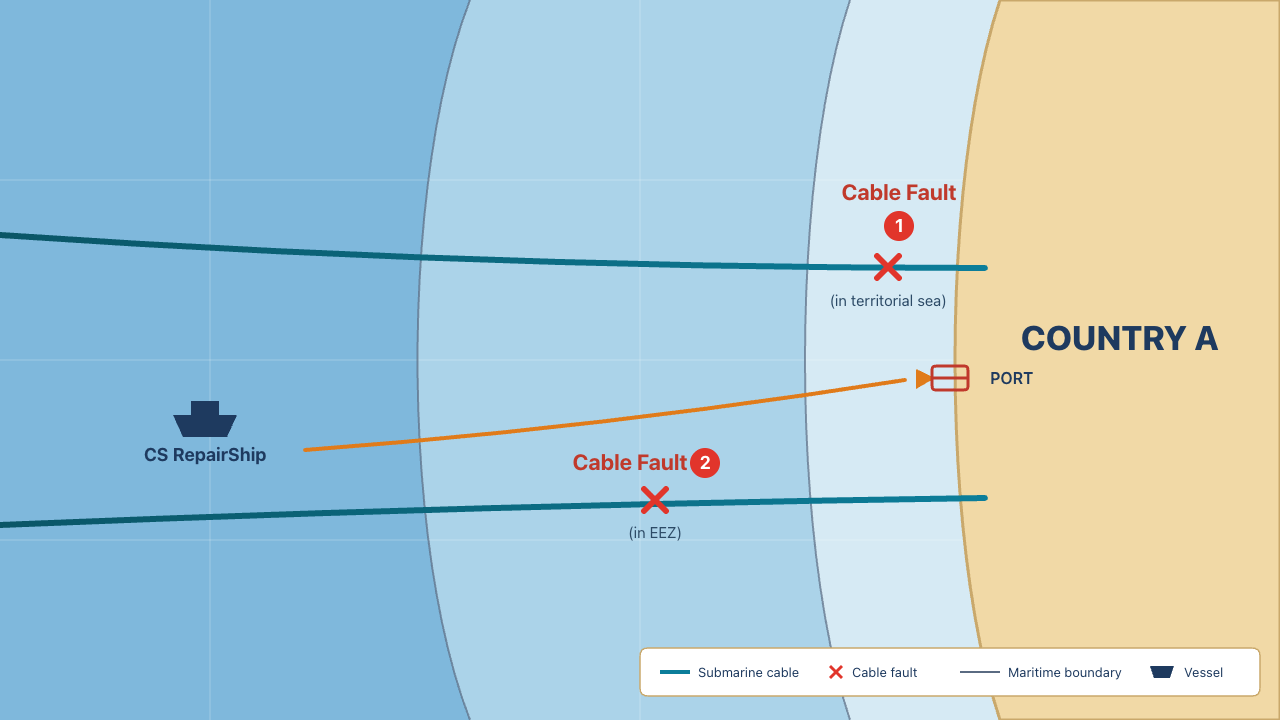 Cable Fault
1
(in territorial sea)
COUNTRY A
PORT
CS RepairShip
Cable Fault 2
(in EEZ)
Submarine cable
Cable fault
Maritime boundary
Vessel